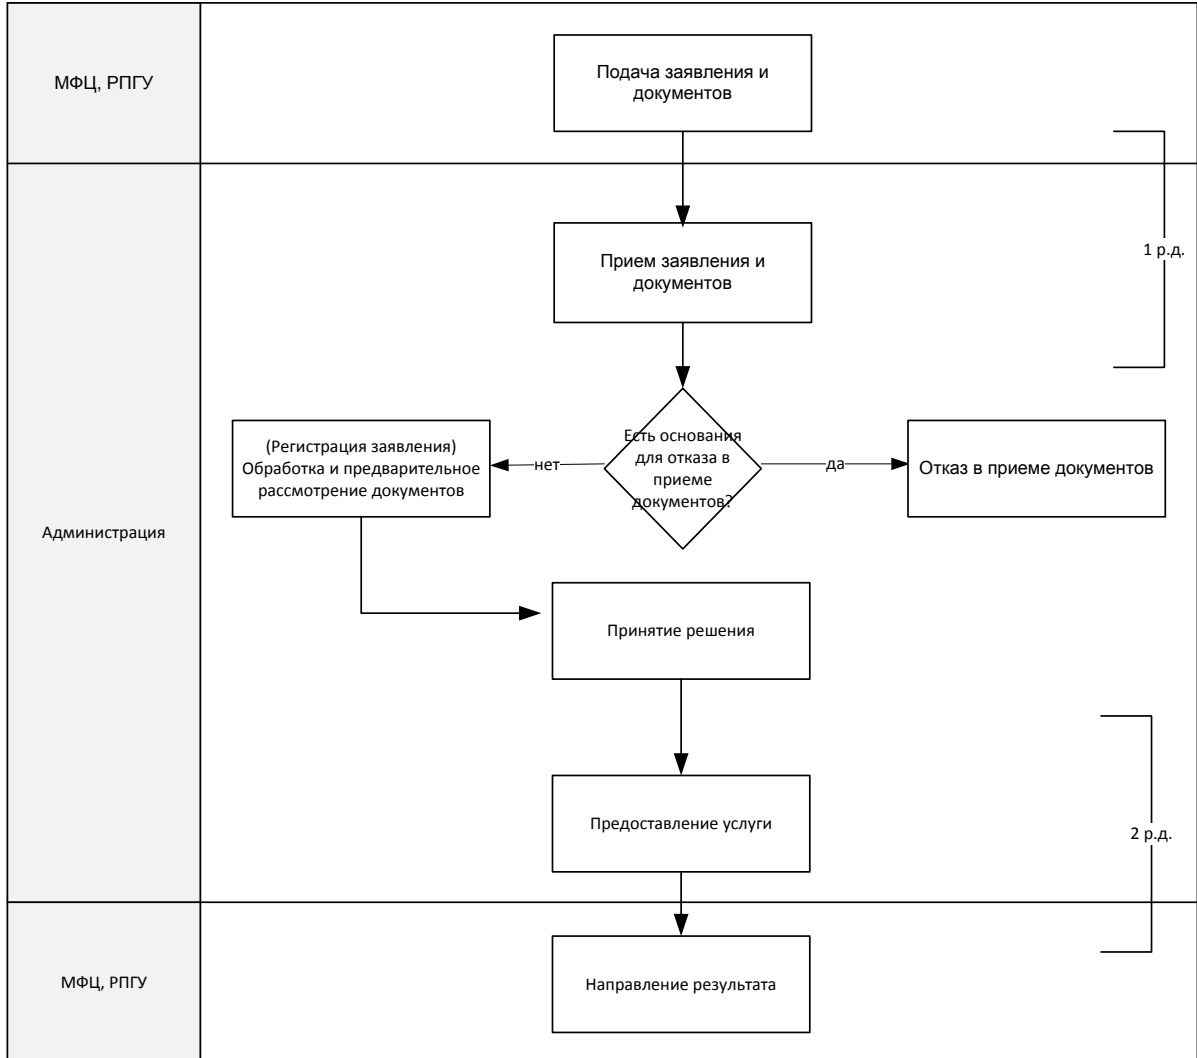 МФЦ, РПГУ
Подача заявления и
документов
Администрация
Прием заявления и
документов
1 р.д.
Есть основания
для отказа в
приеме
документов?
нет
да
(Регистрация заявления)
Обработка и предварительное
рассмотрение документов
Отказ в приеме документов
Принятие решения
Предоставление услуги
2 р.д.
МФЦ, РПГУ
Направление результата